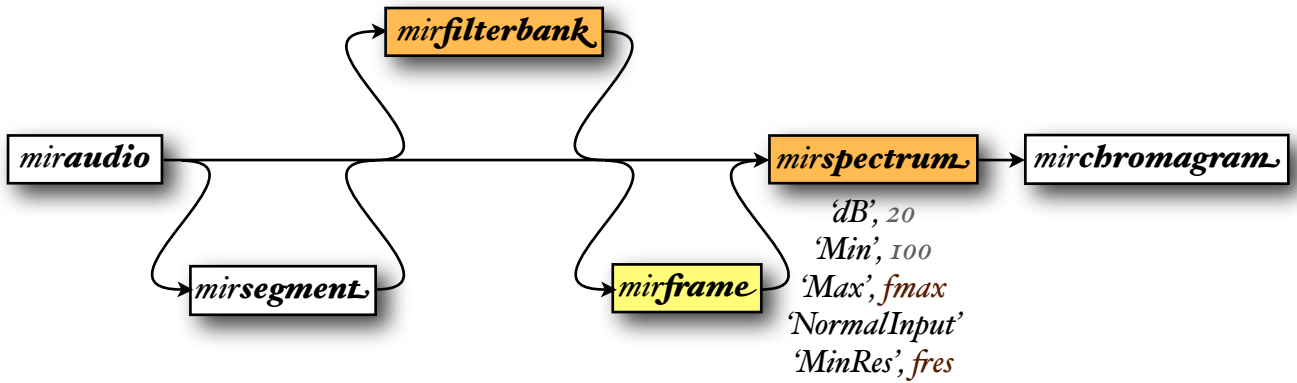 mirfilterbank
miraudio
mirspectrum
mirchromagram
‘dB’, 20
‘Min’, 100
mirsegment
mirframe
‘Max’, fmax
‘NormalInput’
‘MinRes’, fres